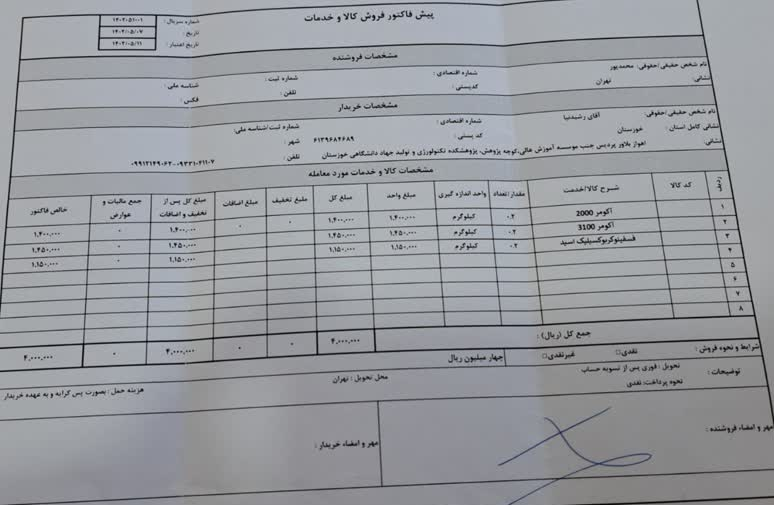 پیش فاکتور فروش کالا و خدمات
شماره سریال: ۱۴۰۲۰۵۱-۰۱
تاریخ: ۱۴۰۲/۰۵/۰۷
تاریخ اعتبار: ۱۴۰۲/۰۵/۱۱
مشخصات فروشنده
نام شخص حقیقی/حقوقی: محمدپور شماره اقتصادی: شماره ثبت: شناسه ملی:
نشانی: تهران کدپستی: تلفن: فکس:
مشخصات خریدار
نام شخص حقیقی/حقوقی: آقای رشیدنیا شماره اقتصادی: شماره ثبت/شناسه ملی:
نشانی کامل استان: خوزستان کد پستی: ۶۱۳۹۶۸۴۶۸۹ شهر:
نشانی: اهواز بلاور پردیس جنب موسسه آموزش عالی،کوچه پژوهش، پژوهشکده تکنولوژی و تولید جهاد دانشگاهی خوزستان تلفن:
مشخصات کالا و خدمات مورد معامله
ردیف کد کالا شرح کالا/خدمت مقدار/تعداد واحد اندازه گیری مبلغ واحد مبلغ کل مبلغ تخفیف مبلغ اضافات مبلغ کل پس از تخفیف و اضافات جمع مالیات و عوارض خالص فاکتور
۱ آکومر 2000 ۰.۲ کیلوگرم ۱،۴۰۰،۰۰۰ ۱،۴۰۰،۰۰۰ ۰ ۰ ۱،۴۰۰،۰۰۰ ۰ ۱،۴۰۰،۰۰۰
۲ آکومر 3100 ۰.۲ کیلوگرم ۱،۴۵۰،۰۰۰ ۱،۴۵۰،۰۰۰ ۱،۴۵۰،۰۰۰ ۰ ۱،۴۵۰،۰۰۰
۳ فسفینوکربوکسیلیک اسید ۰.۲ کیلوگرم ۱،۱۵۰،۰۰۰ ۱،۱۵۰،۰۰۰ ۱،۱۵۰،۰۰۰ ۰ ۱،۱۵۰،۰۰۰
۴
۵
۶
۷
۸
جمع کل (ریال): ۴،۰۰۰،۰۰۰ ۰ ۰ ۴،۰۰۰،۰۰۰ ۰ ۴،۰۰۰،۰۰۰
شرایط و نحوه فروش: نقدی□ غیرنقدی□ چهار میلیون ریال
توضیحات: تحویل: فوری پس از تسویه حساب محل تحویل: تهران هزینه حمل: بصورت پس کرایه و به عهده خریدار
نحوه پرداخت: نقدی
مهر و امضاء فروشنده: مهر و امضاء خریدار: